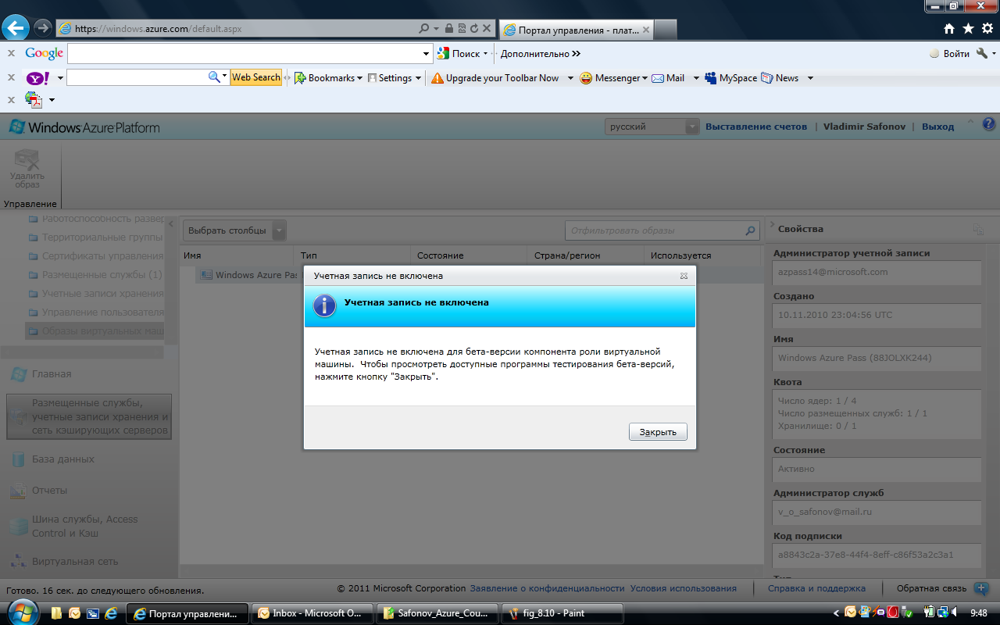 https://windows.azure.com/default.aspx
Портал управления - плат...
Google
Поиск
Дополнительно
Войти
Web Search
Bookmarks
Settings
Upgrade your Toolbar Now
Messenger
Mail
MySpace
News
Windows Azure Platform
русский
Выставление счетов | Vladimir Safonov | Выход
Удалить
образ
Управление
Работоспособность развер
Территориальные группы
Сертификаты управления
Размещенные службы (1)
Учетные записи хранения
Управление пользователя
Образы виртуальных маш
Главная
Размещенные службы,
учетные записи хранения и
сеть кэширующих серверов
База данных
Отчеты
Шина службы, Access
Control и Кэш
Виртуальная сеть
Выбрать столбцы
Отфильтровать образы
Имя
Тип
Состояние
Страна/регион
Используется
Windows Azure Pas
Учетная запись не включена
Учетная запись не включена
Учетная запись не включена для бета-версии компонента роли виртуальной
машины. Чтобы просмотреть доступные программы тестирования бета-версий,
нажмите кнопку "Закрыть".
Закрыть
Свойства
Администратор учетной записи
azpass14@microsoft.com
Создано
10.11.2010 23:04:56 UTC
Имя
Windows Azure Pass (88JOLXK244)
Квота
Число ядер: 1 / 4
Число размещенных служб: 1 / 1
Хранилище: 0 / 1
Состояние
Активно
Администратор служб
v_o_safonov@mail.ru
Код подписки
a8843c2a-37e8-44f4-8eff-c86f53a2c3a1
Готово. 16 сек. до следующего обновления.
© 2011 Microsoft Corporation Заявление о конфиденциальности Условия использования
Справка и поддержка
Обратная связь
Портал управлени...
Inbox - Microsoft O...
Safonov_Azure_Cou...
fig_8.10 - Paint
9:48